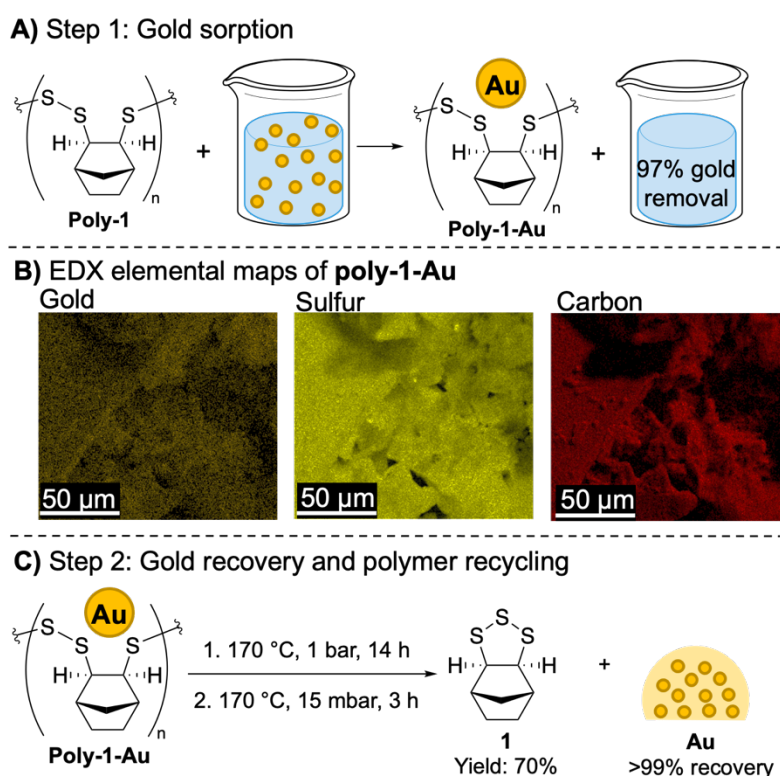 A) Step 1: Gold sorption
S
S
S
H
H
n
Poly-1
+
Au
S
S
S
H
H
n
Poly-1-Au
+
97% gold
removal
B) EDX elemental maps of poly-1-Au
Gold
Sulfur
Carbon
50 µm
50 µm
50 µm
C) Step 2: Gold recovery and polymer recycling
Au
S
S
S
H
H
n
Poly-1-Au
1. 170 °C, 1 bar, 14 h
2. 170 °C, 15 mbar, 3 h
S
S
S
H
H
1
Yield: 70%
+
Au
>99% recovery